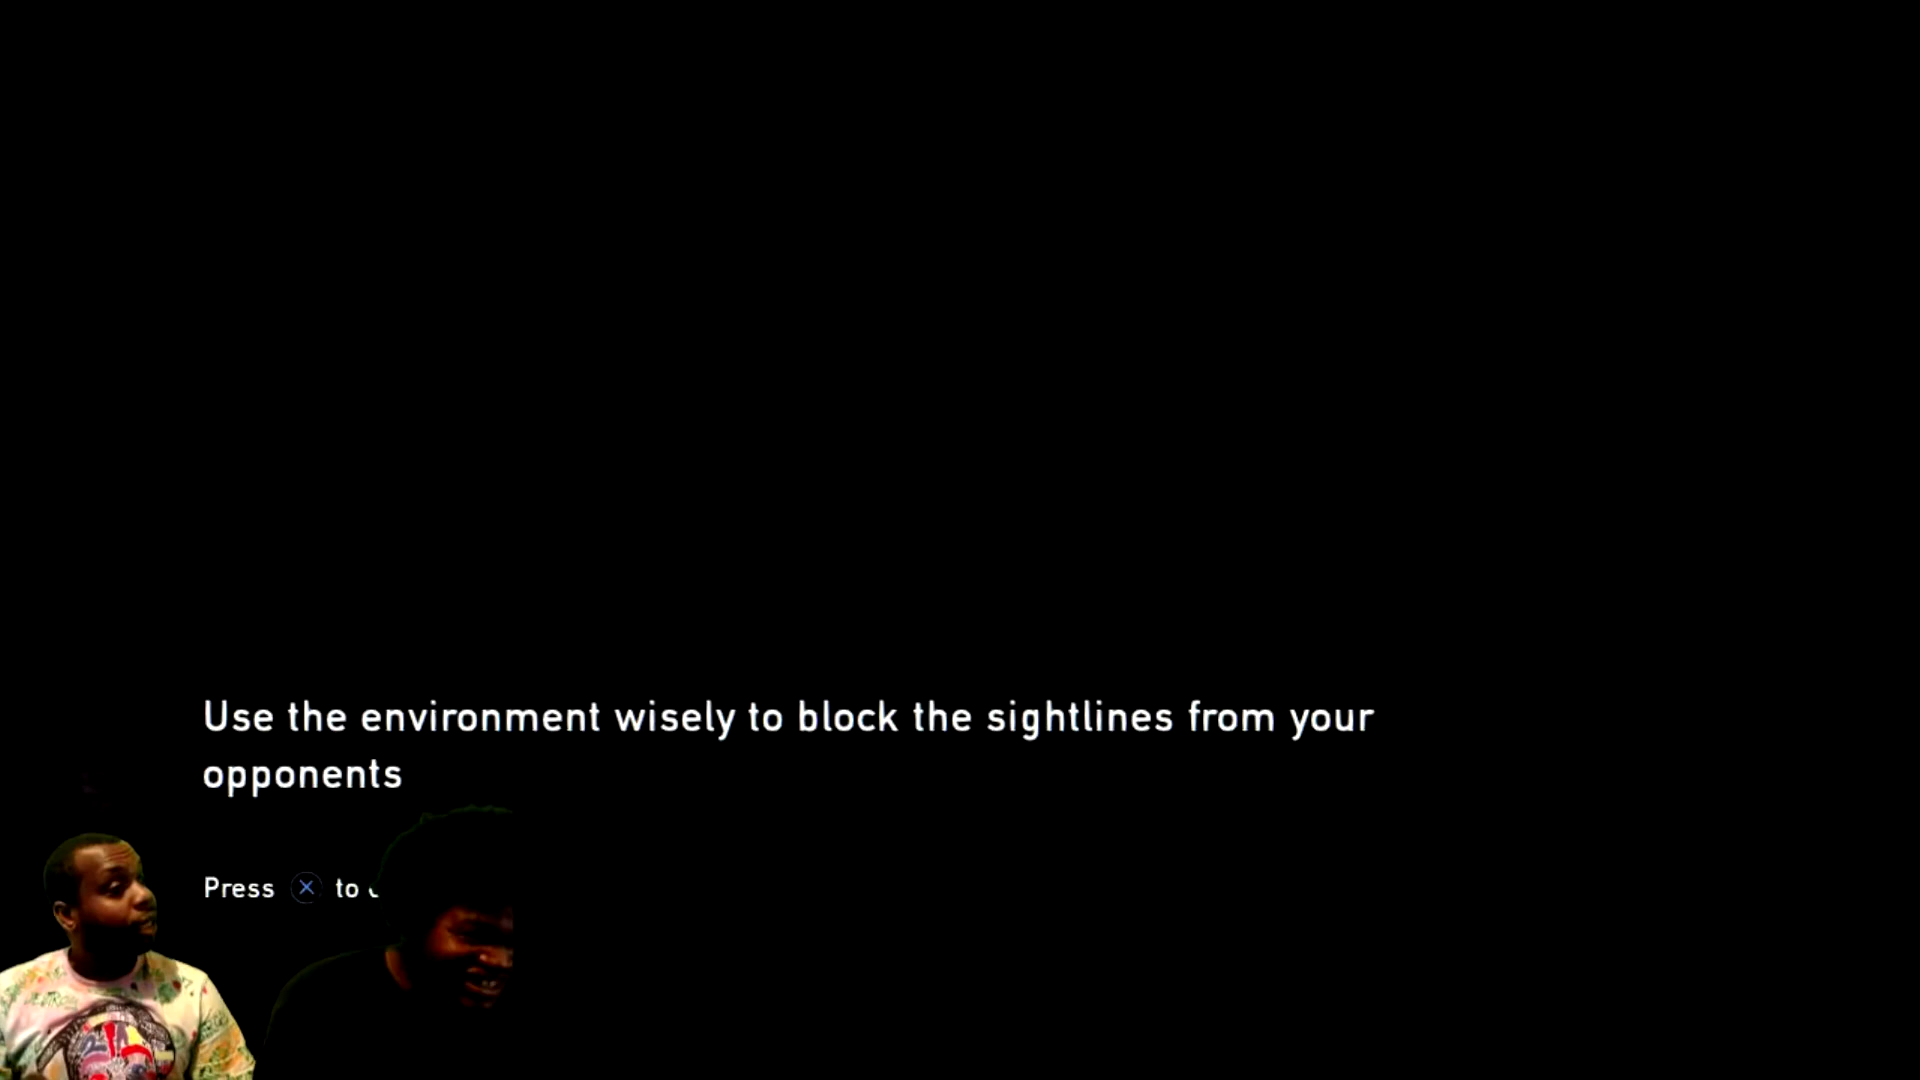 Use the environment wisely to block the sightlines from your
opponents
Press ⓧ to